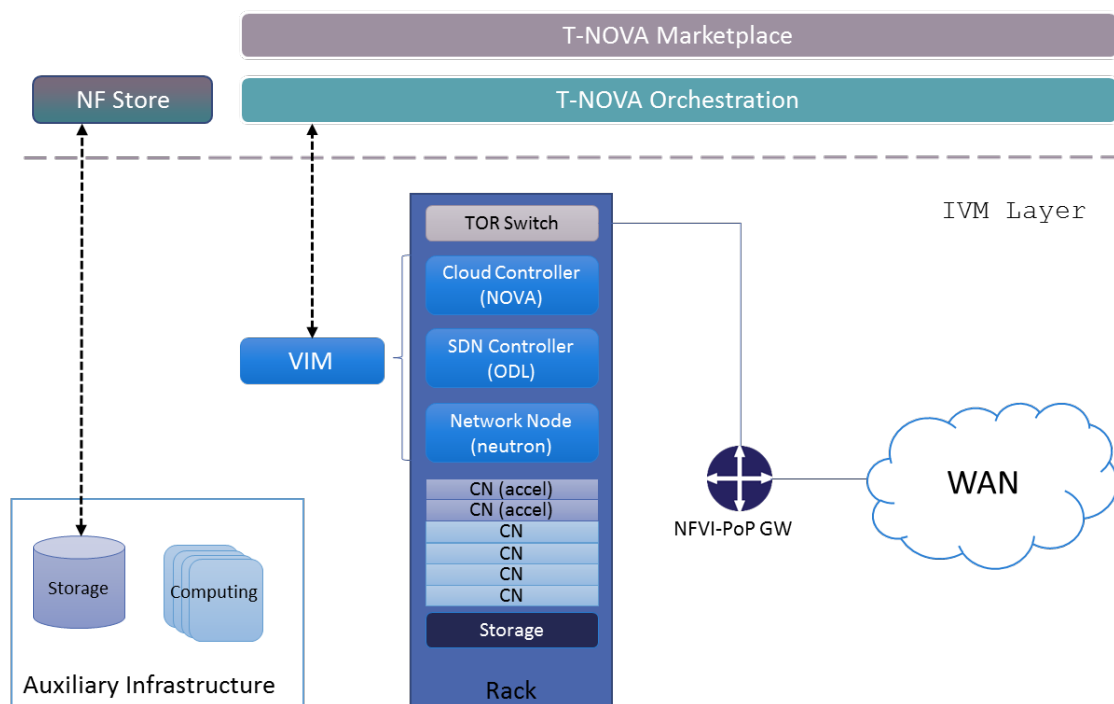 T-NOVA Marketplace
NF Store
T-NOVA Orchestration
IVM Layer
TOR Switch
Cloud Controller
(NOVA)
VIM
SDN Controller
(ODL)
Network Node
(neutron)
WAN
CN (accel)
CN (accel)
CN
CN
CN
CN
NFVI-PoP GW
Storage
Computing
Storage
Auxiliary Infrastructure
Rack